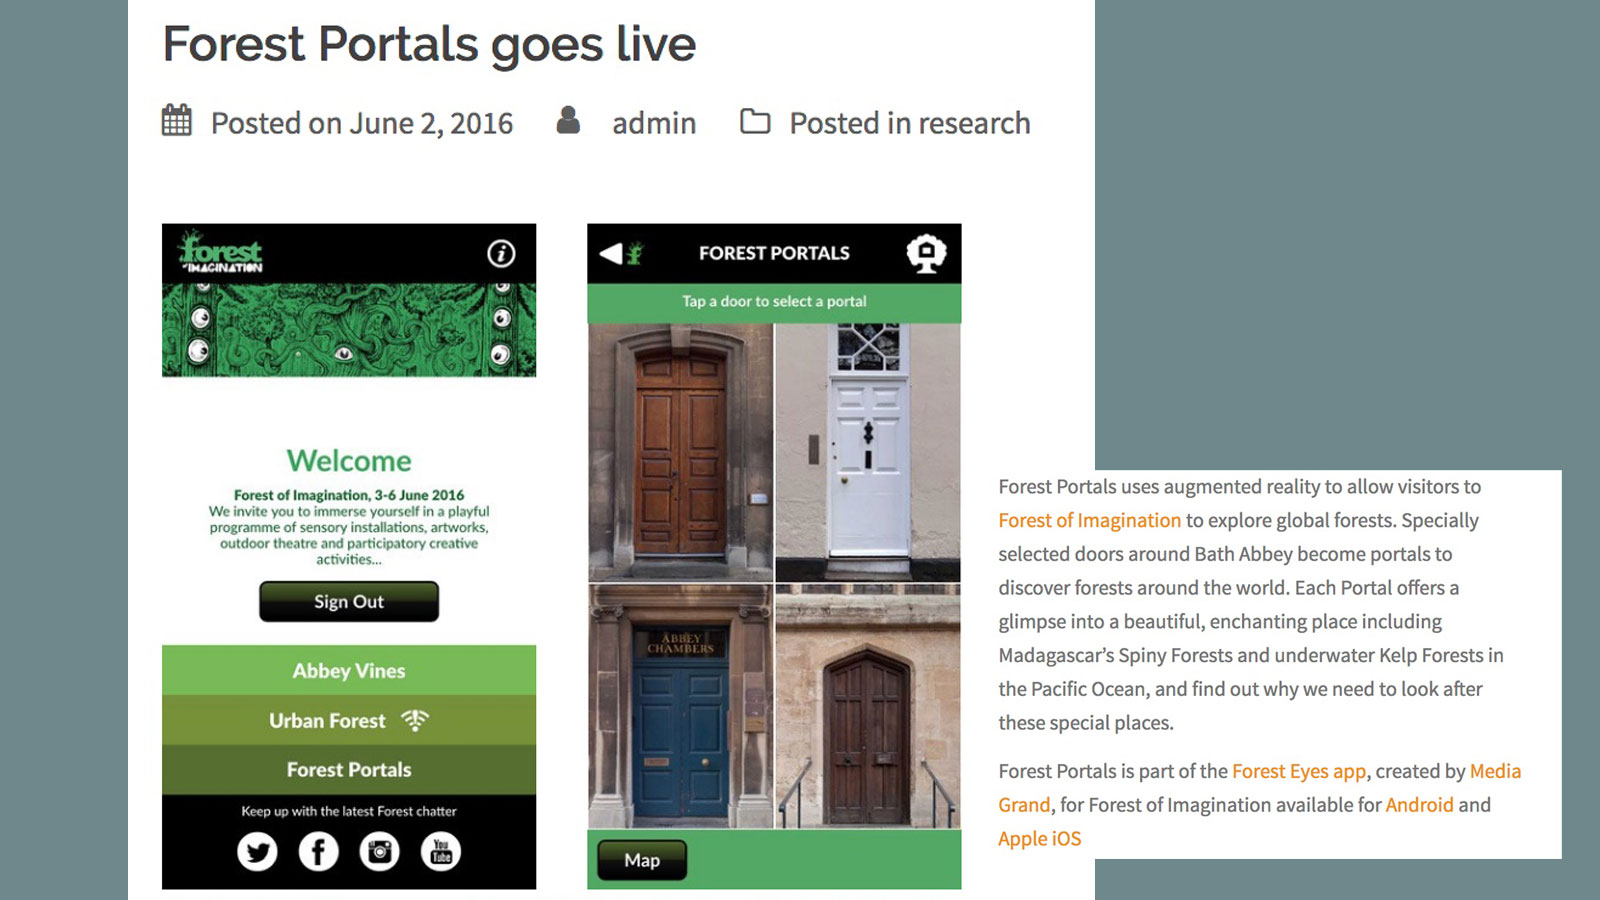 Forest Portals goes live
Posted on June 2, 2016 admin Posted in research
forest
of IMAGINATION
i
Welcome
Forest of Imagination, 3-6 June 2016
We invite you to immerse yourself in a playful
programme of sensory installations, artworks,
outdoor theatre and participatory creative
activities...
Sign Out
Abbey Vines
Urban Forest
Forest Portals
Keep up with the latest Forest chatter
You
Tube
FOREST PORTALS
Tap a door to select a portal
ABBEY
CHAMBERS
Map
Forest Portals uses augmented reality to allow visitors to
Forest of Imagination to explore global forests. Specially
selected doors around Bath Abbey become portals to
discover forests around the world. Each Portal offers a
glimpse into a beautiful, enchanting place including
Madagascar’s Spiny Forests and underwater Kelp Forests in
the Pacific Ocean, and find out why we need to look after
these special places.
Forest Portals is part of the Forest Eyes app, created by Media
Grand, for Forest of Imagination available for Android and
Apple iOS